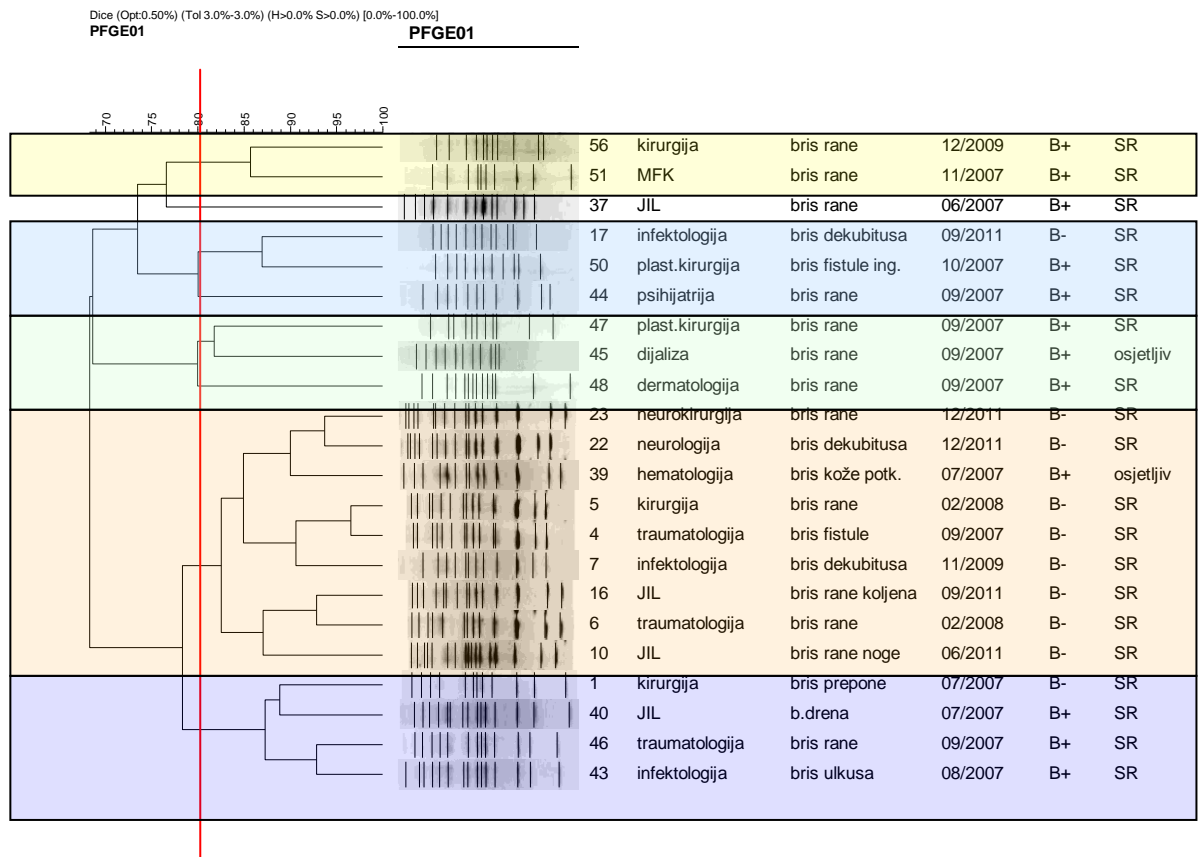 Dice (Opt:0.50%) (Tol 3.0%-3.0%) (H>0.0% S>0.0%) [0.0%-100.0%]
PFGE01 PFGE01
70 75 80 85 90 95 100
56 kirurgija bris rane 12/2009 B+ SR
51 MFK bris rane 11/2007 B+ SR
37 JIL bris rane 06/2007 B+ SR
17 infektologija bris dekubitusa 09/2011 B- SR
50 plast.kirurgija bris fistule ing. 10/2007 B+ SR
44 psihijatrija bris rane 09/2007 B+ SR
47 plast.kirurgija bris rane 09/2007 B+ SR
45 dijaliza bris rane 09/2007 B+ osjetljiv
48 dermatologija bris rane 09/2007 B+ SR
23 neurokirurgija bris rane 12/2011 B- SR
22 neurologija bris dekubitusa 12/2011 B- SR
39 hematologija bris kože potk. 07/2007 B+ osjetljiv
5 kirurgija bris rane 02/2008 B- SR
4 traumatologija bris fistule 09/2007 B- SR
7 infektologija bris dekubitusa 11/2009 B- SR
16 JIL bris rane koljena 09/2011 B- SR
6 traumatologija bris rane 02/2008 B- SR
10 JIL bris rane noge 06/2011 B- SR
1 kirurgija bris prepone 07/2007 B- SR
40 JIL b.drena 07/2007 B+ SR
46 traumatologija bris rane 09/2007 B+ SR
43 infektologija bris ulkusa 08/2007 B+ SR